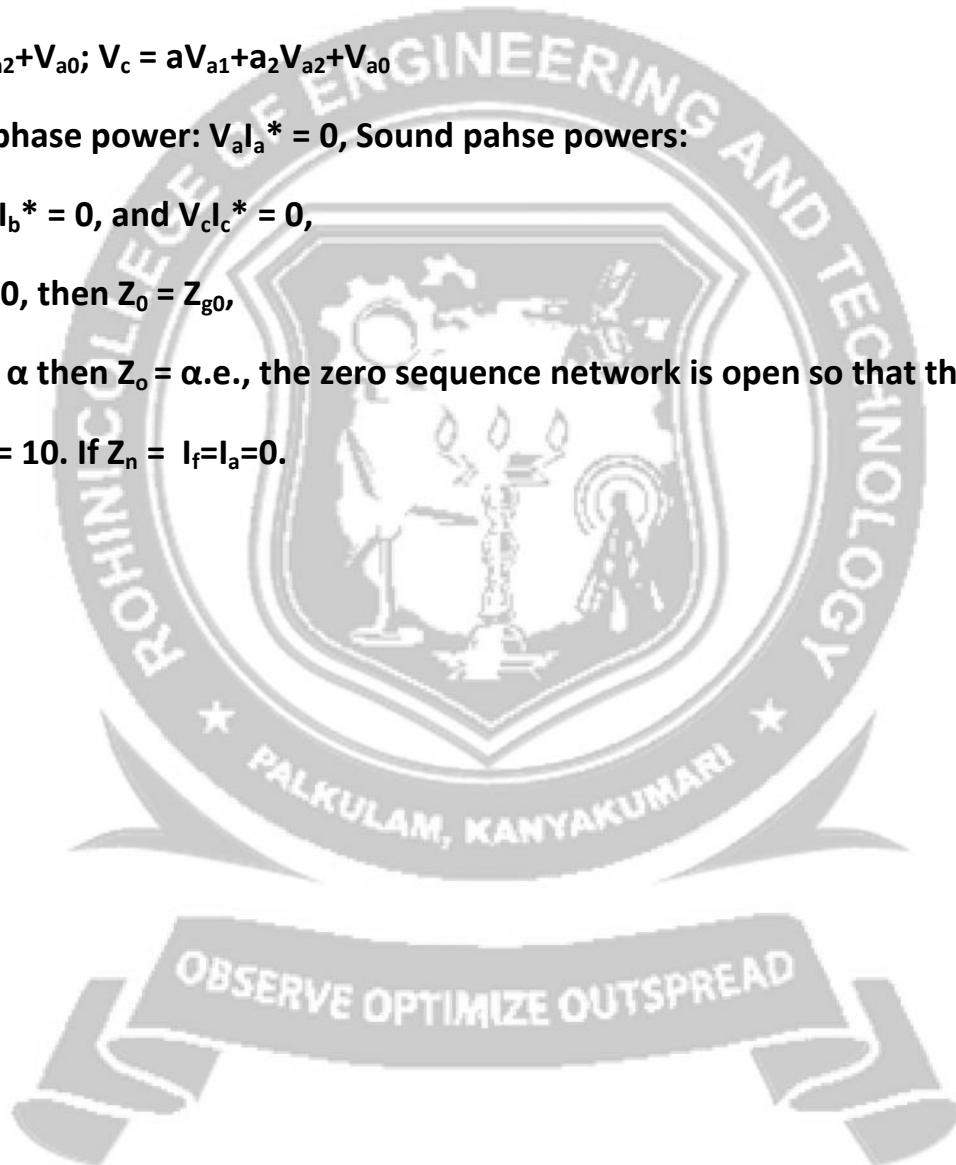 a2+Va0; Vc = aVa1+a2Va2+Va0
phase power: VaIa* = 0, Sound pahse powers:
Ib* = 0, and VcIc* = 0,
0, then Z0 = Zg0,
α then Zo = α.e., the zero sequence network is open so that th
= 10. If Zn = If=Ia=0.
ROHINI COLLEGE OF ENGINEERING AND TECHNOLOGY
PALKULAM, KANYAKUMARI
OBSERVE OPTIMIZE OUTSPREAD